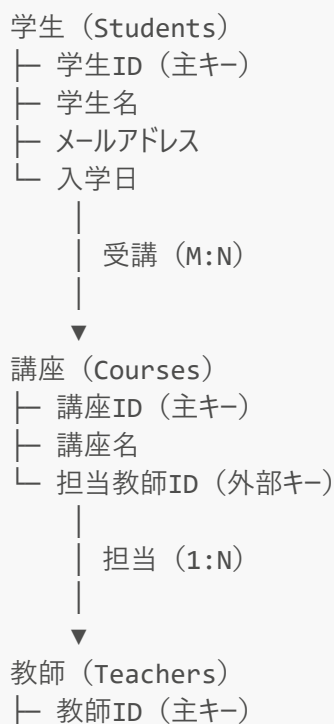 学生（Students）
├─ 学生ID（主キー）
├─ 学生名
├─ メールアドレス
└─ 入学日
│
│ 受講（M:N）
│
▼
講座（Courses）
├─ 講座ID（主キー）
├─ 講座名
└─ 担当教師ID（外部キー）
│
│ 担当（1:N）
│
▼
教師（Teachers）
├─ 教師ID（主キー）